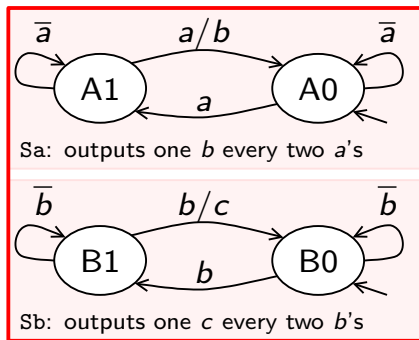 a̅ a/b a̅
A1 A0
a
Sa: outputs one b every two a's
b̅ b/c b̅
B1 B0
b
Sb: outputs one c every two b's